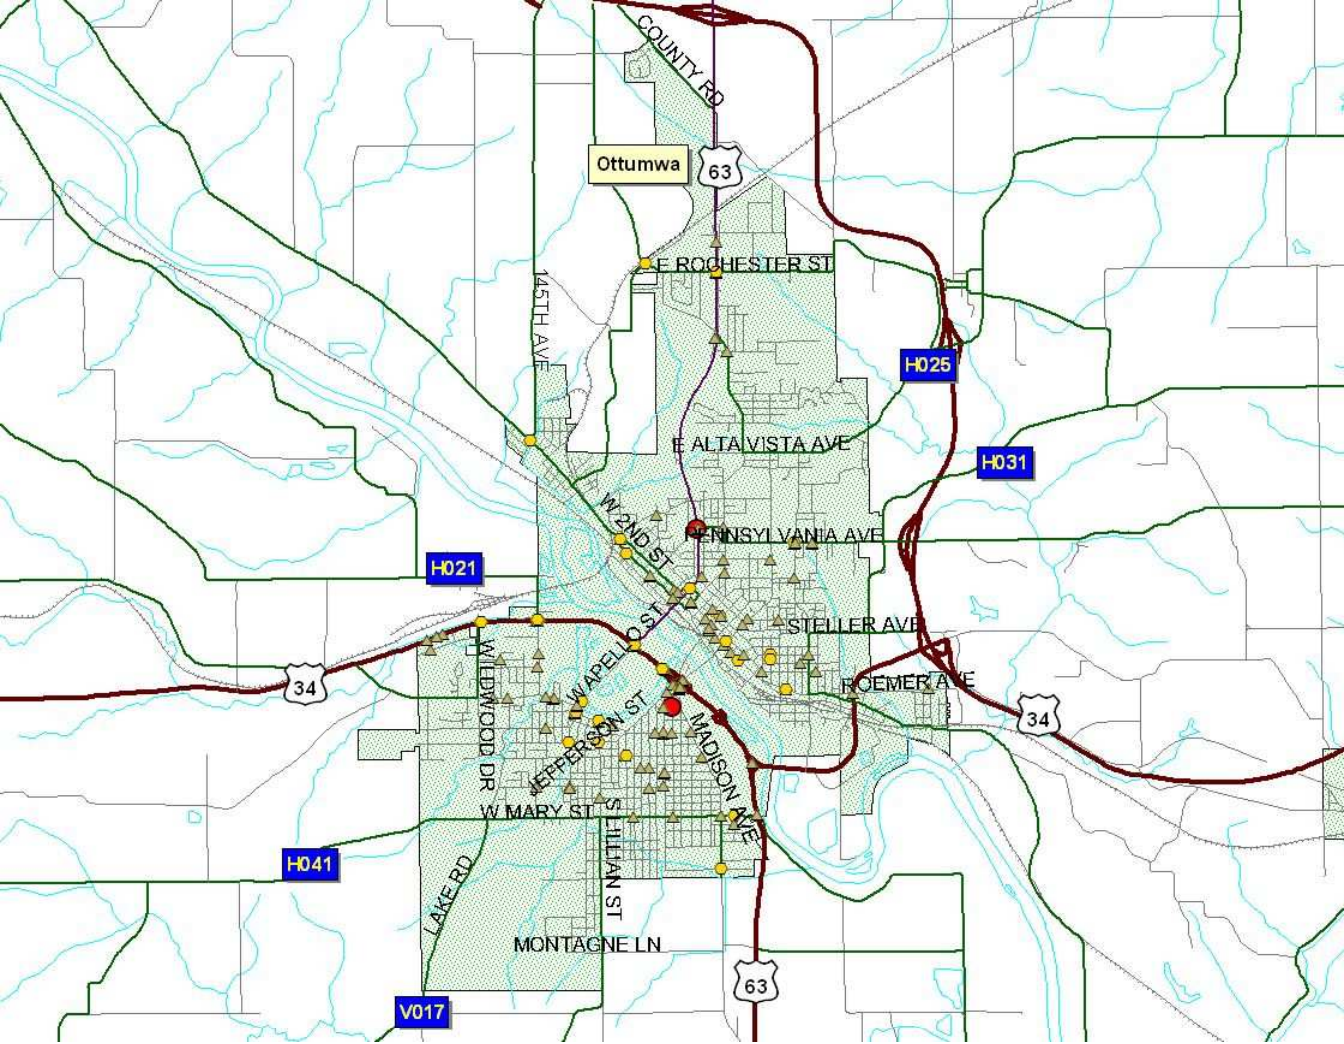 COUNTY RD
Ottumwa
63
E ROCHESTER ST
145TH AVE
H025
E ALTA VISTA AVE
H031
W 2ND ST
PENNSYLVANIA AVE
H021
STELLER AVE
WAPELLO ST
34
ROEMER AVE
34
WILDWOOD DR
JEFFERSON ST
MADISON AVE
W MARY ST
S LILLIAN ST
H041
LAKE RD
MONTAGNE LN
63
V017